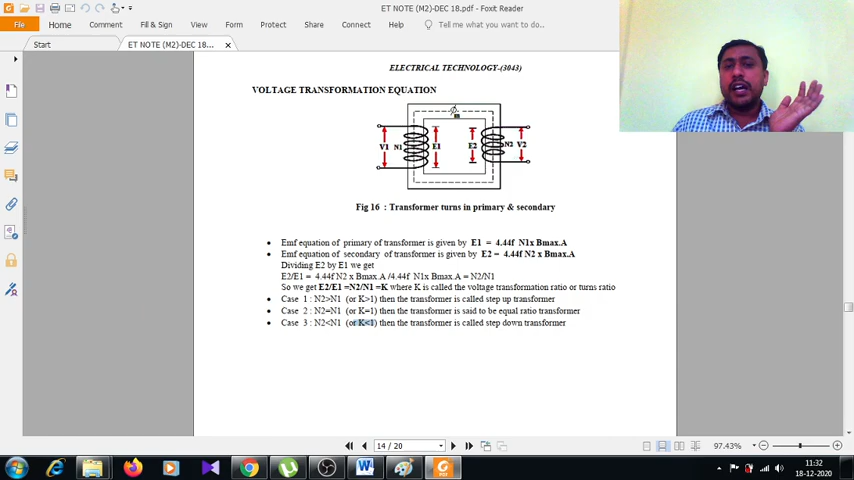 ET NOTE (M2)-DEC 18.... - Foxit Reader
File Home Comment Fill & Sign View Form Protect Share Connect Help Tell me what you want to do...
Start ET NOTE (M2)-DEC 18....
ELECTRICAL TECHNOLOGY-(3043)
VOLTAGE TRANSFORMATION EQUATION
V1 N1 E1 E2 N2 V2
Fig 16 : Transformer turns in primary & secondary
• Emf equation of primary of transformer is given by E1 = 4.44f N1x Bmax.A
• Emf equation of secondary of transformer is given by E2 = 4.44f N2 x Bmax.A
Dividing E2 by E1 we get
E2/E1 = 4.44f N2 x Bmax.A /4.44f N1x Bmax.A = N2/N1
So we get E2/E1 =N2/N1 =K where K is called the voltage transformation ratio or turns ratio
• Case 1 : N2>N1 (or K>1) then the transformer is called step up transformer
• Case 2 : N2=N1 (or K=1) then the transformer is said to be equal ratio transformer
• Case 3 : N2<N1 (or K<1) then the transformer is called step down transformer
14 / 20
97.43%
11:32
18-12-2020